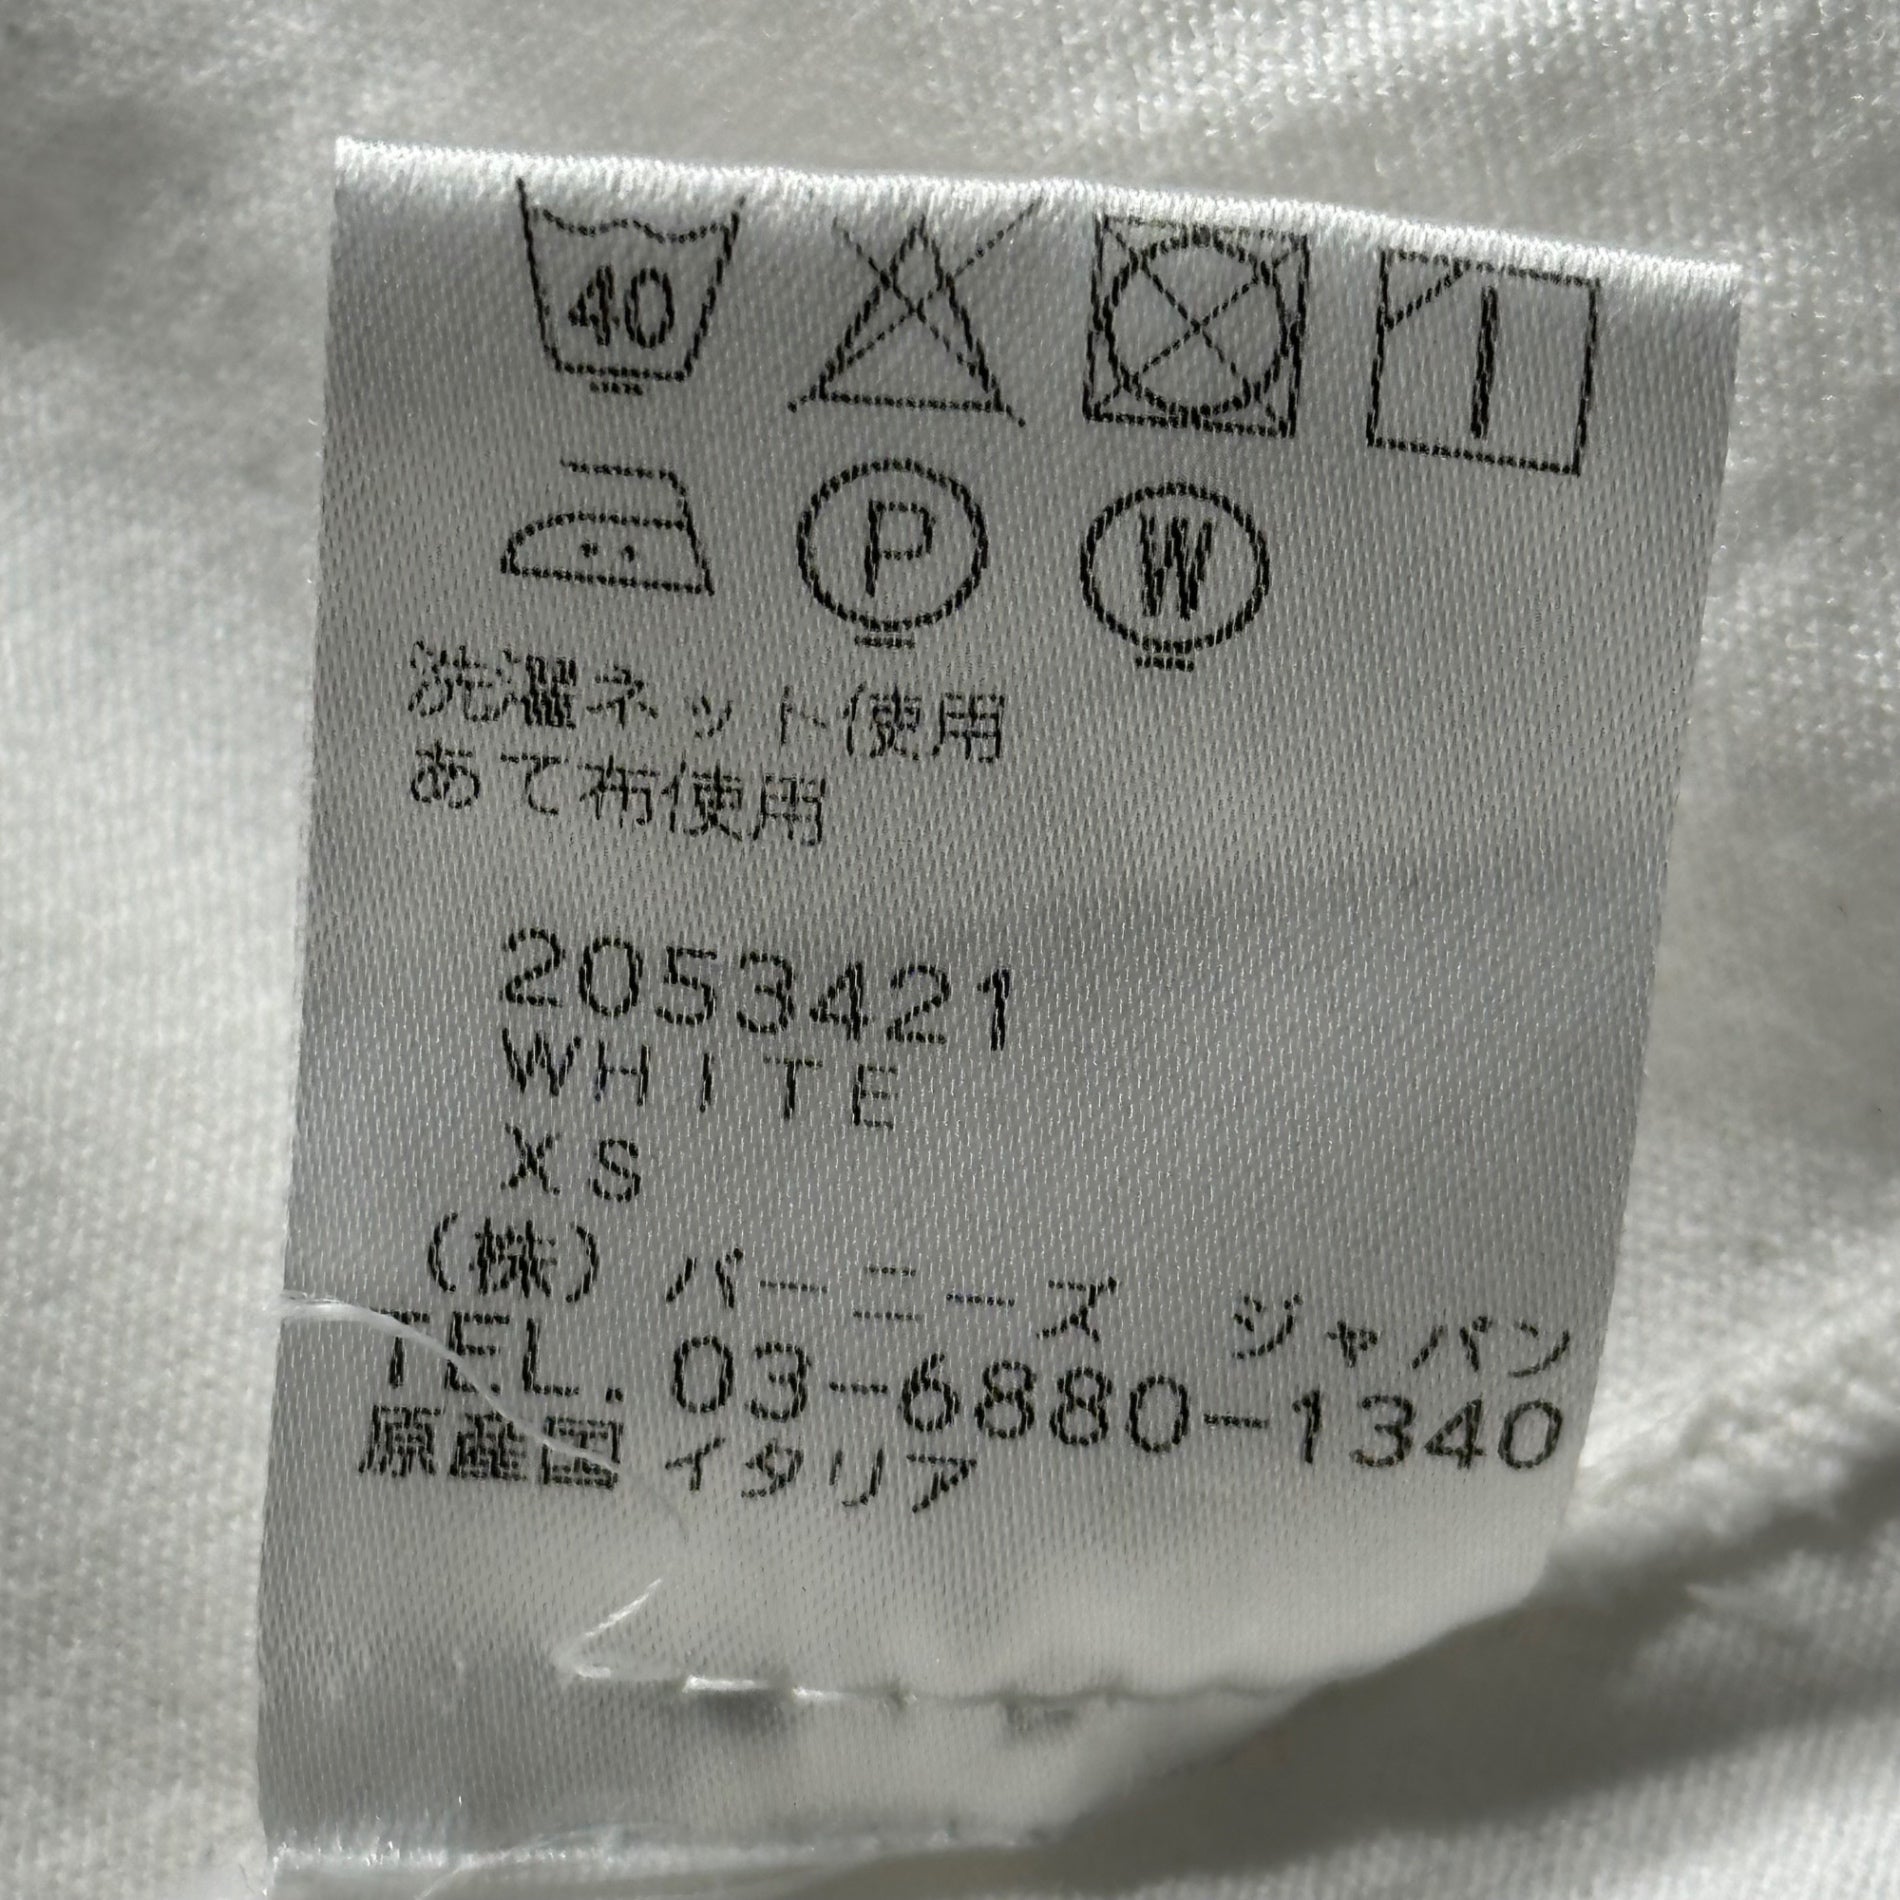 40
P W
洗濯ネット使用
あて布使用
2053421
WHITE
XS
(株) バーニーズ ジャパン
TEL. 03-6880-1340
原産国 イタリア